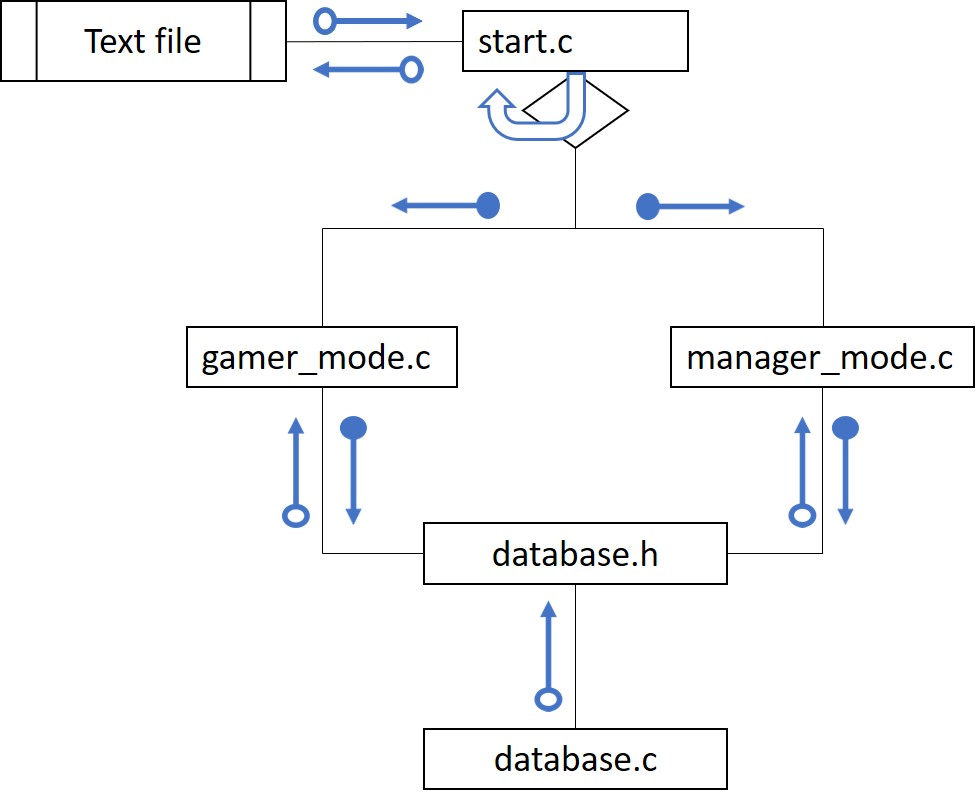 Text file
start.c
gamer_mode.c
manager_mode.c
database.h
database.c